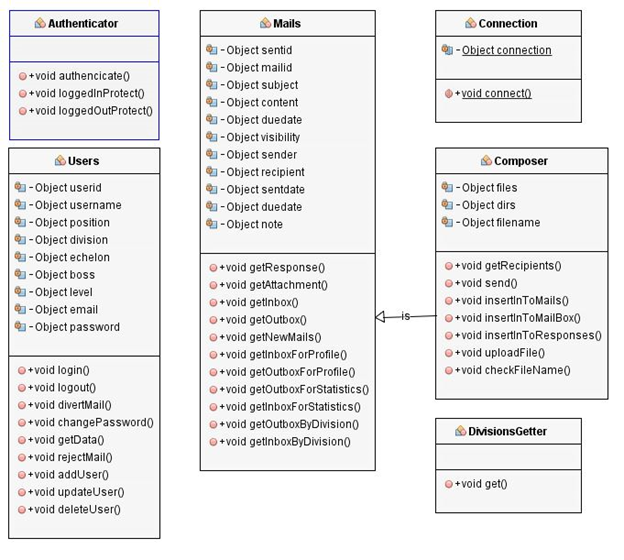 Authenticator
+void authencicate()
+void loggedInProtect()
+void loggedOutProtect()
Users
-Object userid
-Object username
-Object position
-Object division
-Object echelon
-Object boss
-Object level
-Object email
-Object password
+void login()
+void logout()
+void divertMail()
+void changePassword()
+void getData()
+void rejectMail()
+void addUser()
+void updateUser()
+void deleteUser()
Mails
-Object sentid
-Object mailid
-Object subject
-Object content
-Object duedate
-Object visibility
-Object sender
-Object recipient
-Object sentdate
-Object duedate
-Object note
+void getResponse()
+void getAttachment()
+void getInbox()
+void getOutbox()
+void getNewMails()
+void getInboxForProfile()
+void getOutboxForProfile()
+void getOutboxForStatistics()
+void getInboxForStatistics()
+void getOutboxByDivision()
+void getInboxByDivision()
is
Connection
-Object connection
+void connect()
Composer
-Object files
-Object dirs
-Object filename
+void getRecipients()
+void send()
+void insertInToMails()
+void insertInToMailBox()
+void insertInToResponses()
+void uploadFile()
+void checkFileName()
DivisionsGetter
+void get()